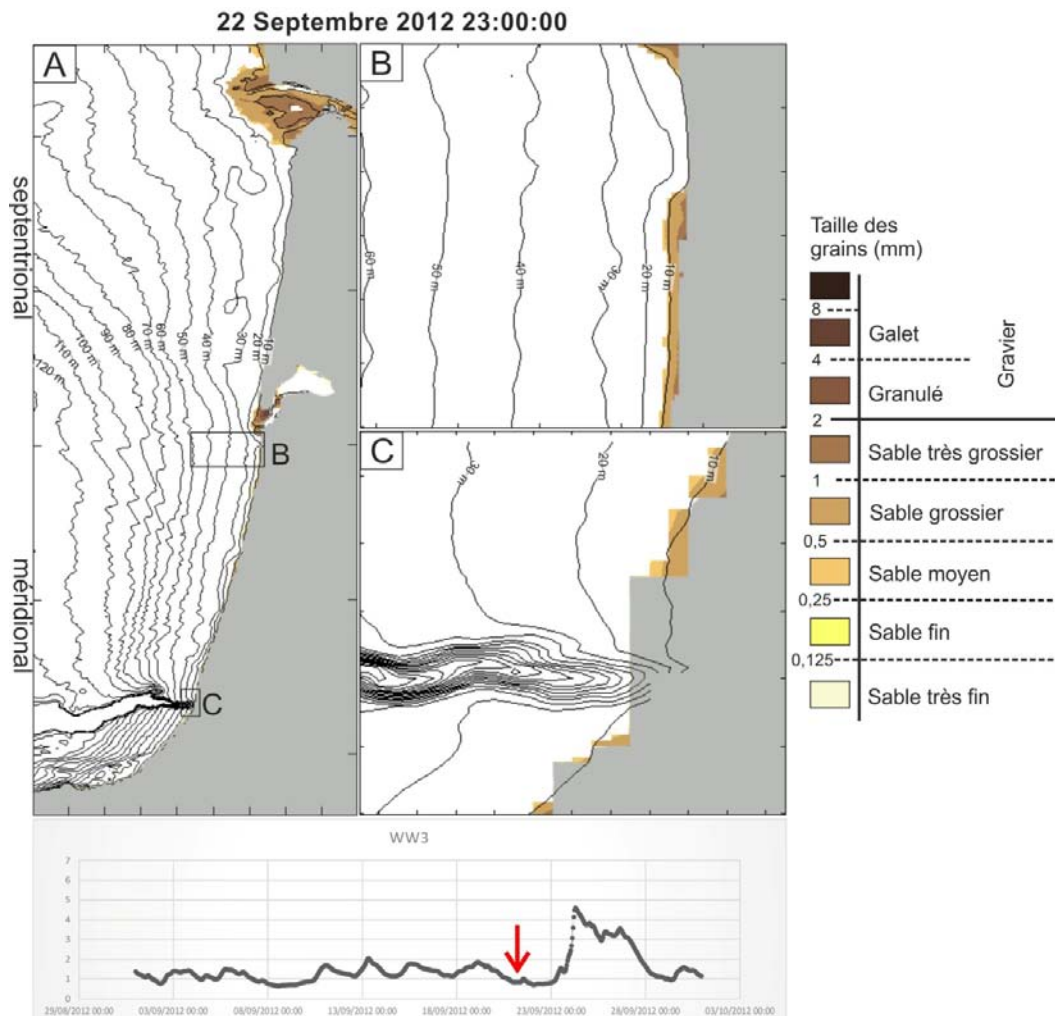 22 Septembre 2012 23:00:00
A
septentrional
méridional
120 m
110 m
100 m
90 m
80 m
70 m
60 m
50 m
40 m
30 m
20 m
10 m
B
C
B
60 m
50 m
40 m
30 m
20 m
10 m
C
30 m
20 m
10 m
Taille des
grains (mm)
8
Galet
4
Granulé
2
Gravier
Sable très grossier
1
Sable grossier
0,5
Sable moyen
0,25
Sable fin
0,125
Sable très fin
WW3
7
6
5
4
3
2
1
0
29/08/2012 00:00 03/09/2012 00:00 08/09/2012 00:00 13/09/2012 00:00 18/09/2012 00:00 23/09/2012 00:00 28/09/2012 00:00 03/10/2012 00:00